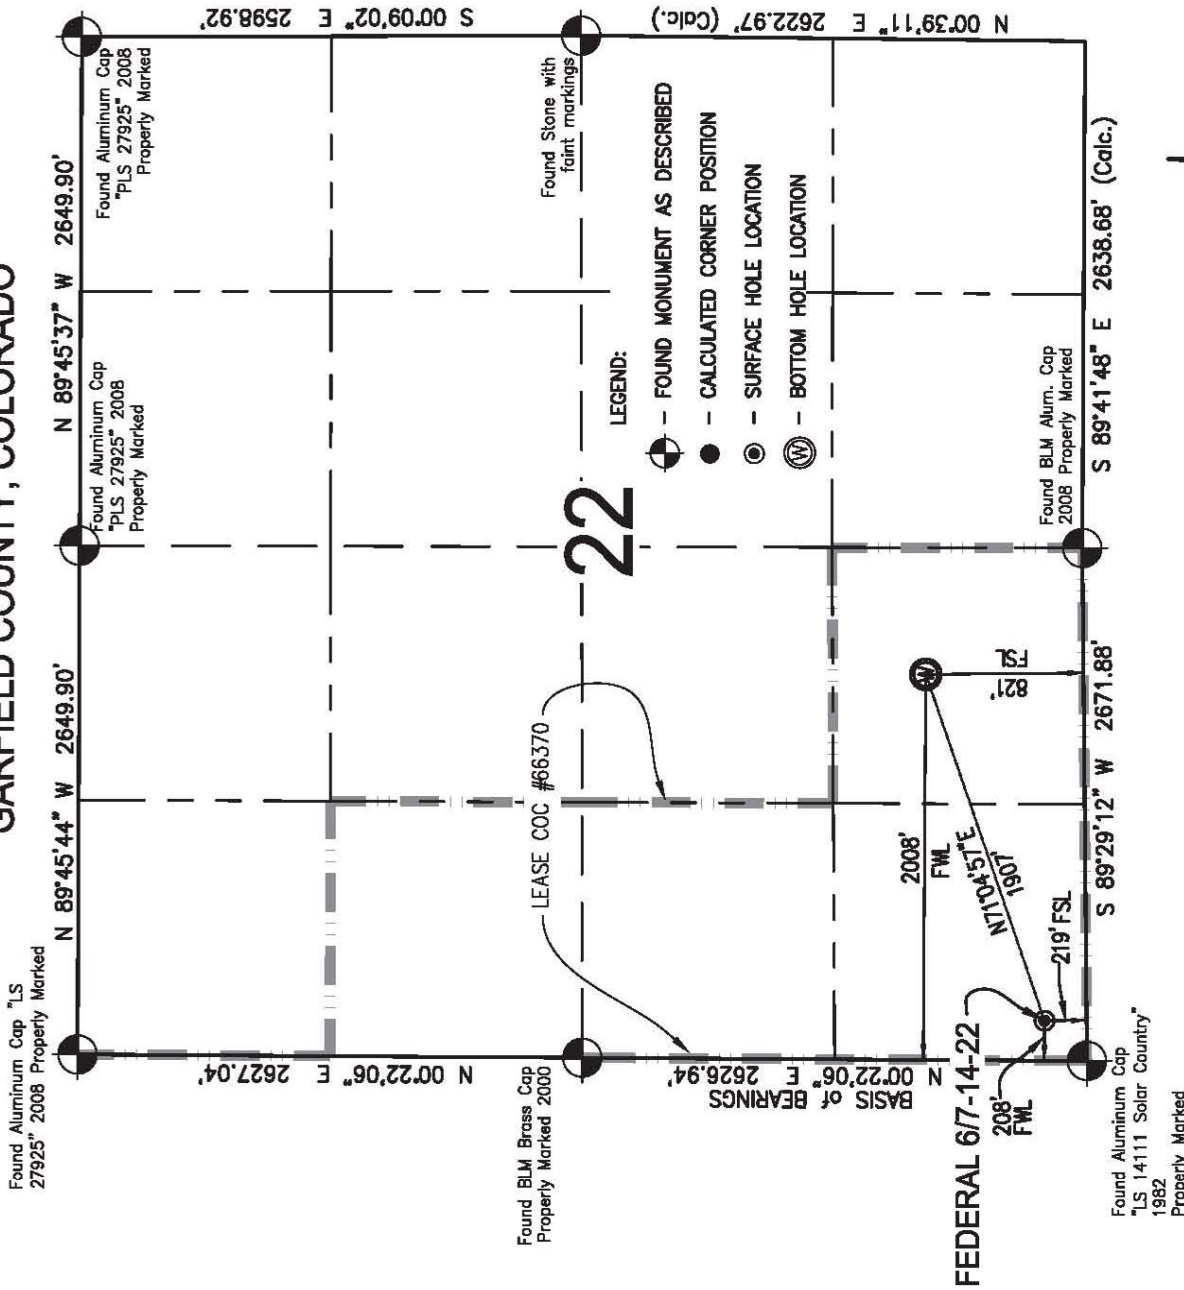 GARFIELD COUNTY, COLORADO
Found Aluminum Cap "LS
27925" 2008 Properly Marked
N 89°45'44" W 2649.90'
N 89°45'37" W 2649.90'
Found Aluminum Cap
"PLS 27925" 2008
Properly Marked
Found Aluminum Cap
"PLS 27925" 2008
Properly Marked
N 00°22'06" E 2627.04'
S 00°09'02" E 2598.92'
Found BLM Brass Cap
Properly Marked 2000
LEASE COC #66370
22
Found Stone with
faint markings
LEGEND:
- FOUND MONUMENT AS DESCRIBED
- CALCULATED CORNER POSITION
- SURFACE HOLE LOCATION
W - BOTTOM HOLE LOCATION
N 00°22'06" E 2626.94'
BASIS of BEARINGS
N 00°39'11" E 2622.97' (Calc.)
2008'
FWL
W
821'
FSL
N71°04'57"E
1907'
FEDERAL 6/7-14-22
208'
FWL
219' FSL
Found BLM Alum. Cap
2008 Properly Marked
S 89°29'12" W 2671.88'
S 89°41'48" E 2638.68' (Calc.)
Found Aluminum Cap
"LS 14111 Solar Country"
1982
Properly Marked